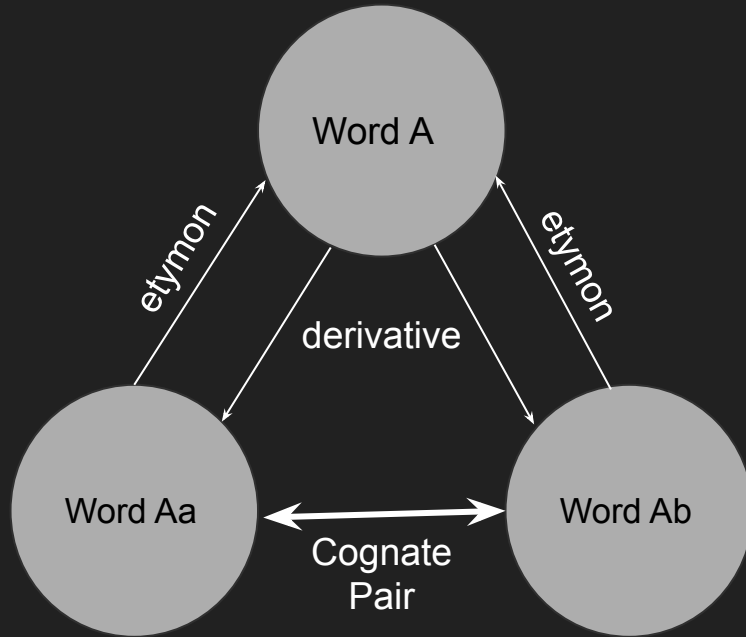 Word A
etymon
etymon
derivative
Word Aa
Word Ab
Cognate
Pair